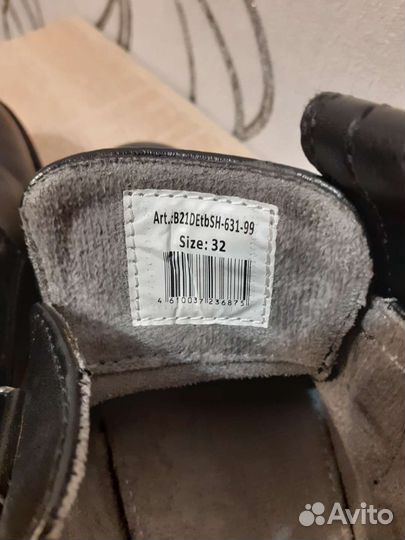 Art.:B21DEtbSH-631-99
Size: 32
4 610037 236875
Avito